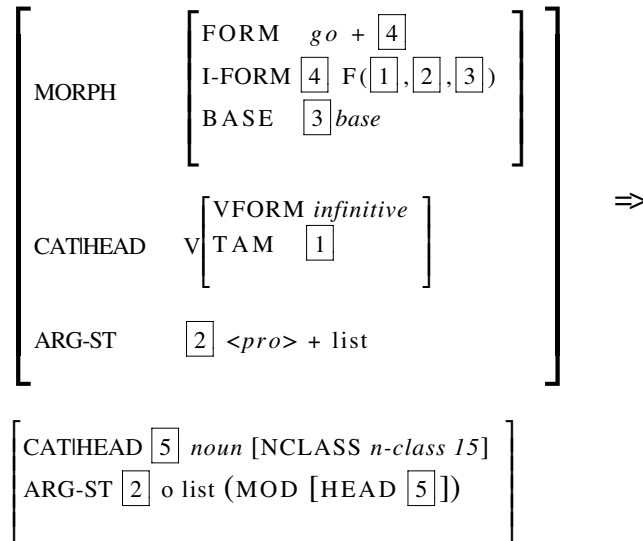 FORM go + [4]
I-FORM [4] F([1],[2],[3])
MORPH
BASE [3] base
⇒
VFORM infinitive
CAT|HEAD V TAM [1]
ARG-ST [2] <pro> + list
CAT|HEAD [5] noun [NCLASS n-class 15]
ARG-ST [2] o list (MOD [HEAD [5]])